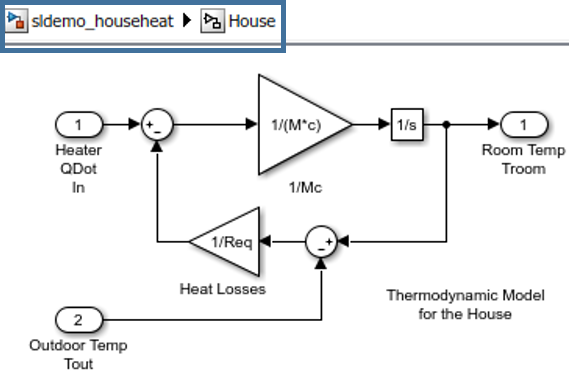 sldemo_househeat ▶ House
1
Heater
QDot
In
+
-
1/(M*c)
1/Mc
1/s
1
Room Temp
Troom
1/Req
Heat Losses
-+
Thermodynamic Model
for the House
2
Outdoor Temp
Tout